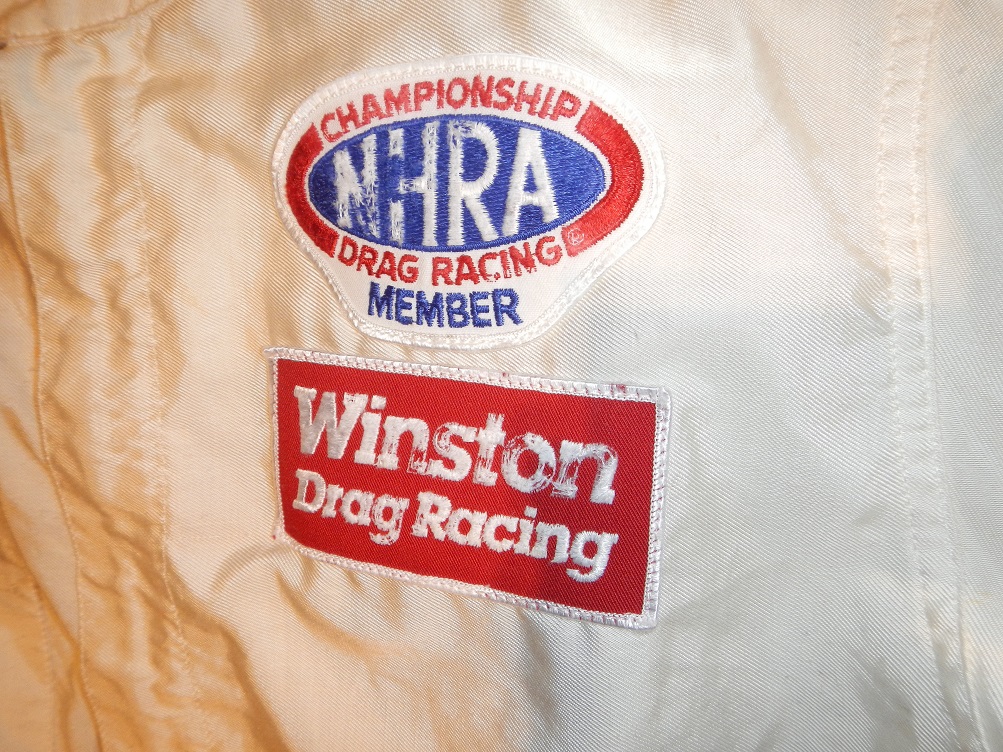 CHAMPIONSHIP
NHRA
DRAG RACING ®
MEMBER
Winston
Drag Racing